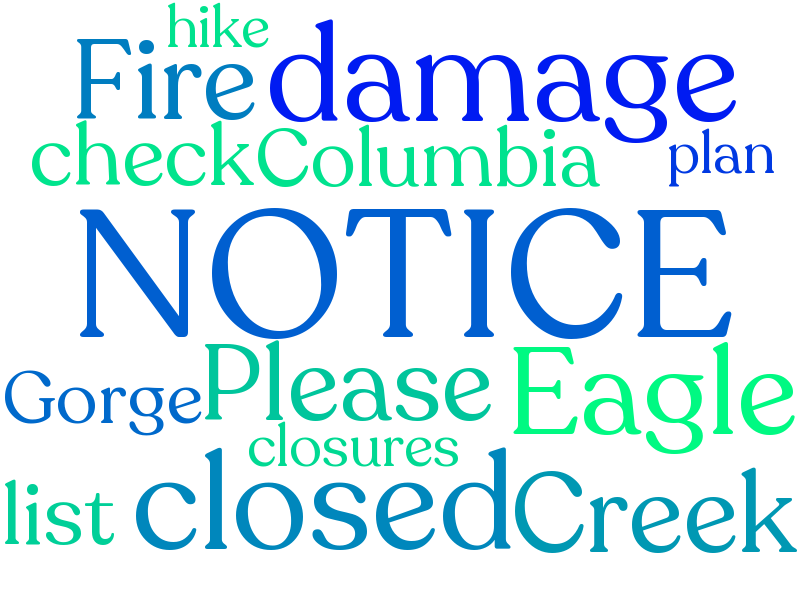 hike
Fire damage
check Columbia plan
NOTICE
Gorge Please Eagle
closures
list closed Creek